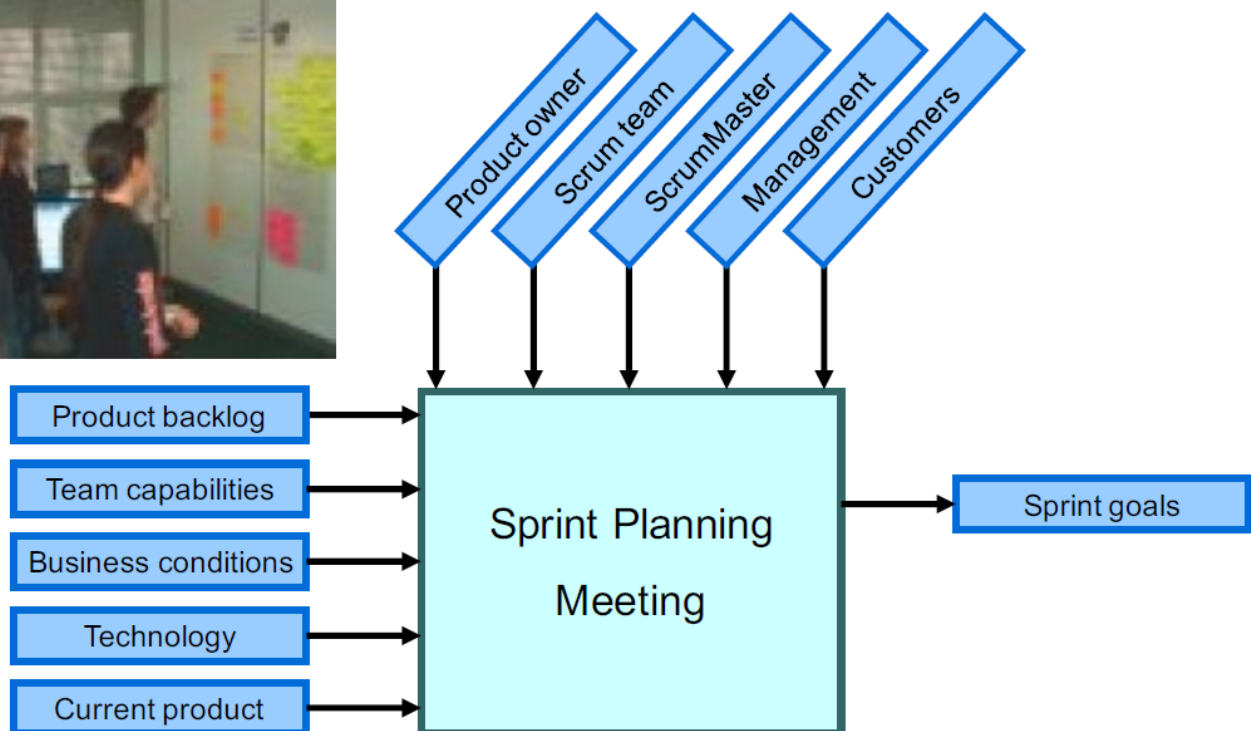 Product owner
Scrum team
ScrumMaster
Management
Customers
Product backlog
Team capabilities
Business conditions
Technology
Current product
Sprint Planning
Meeting
Sprint goals